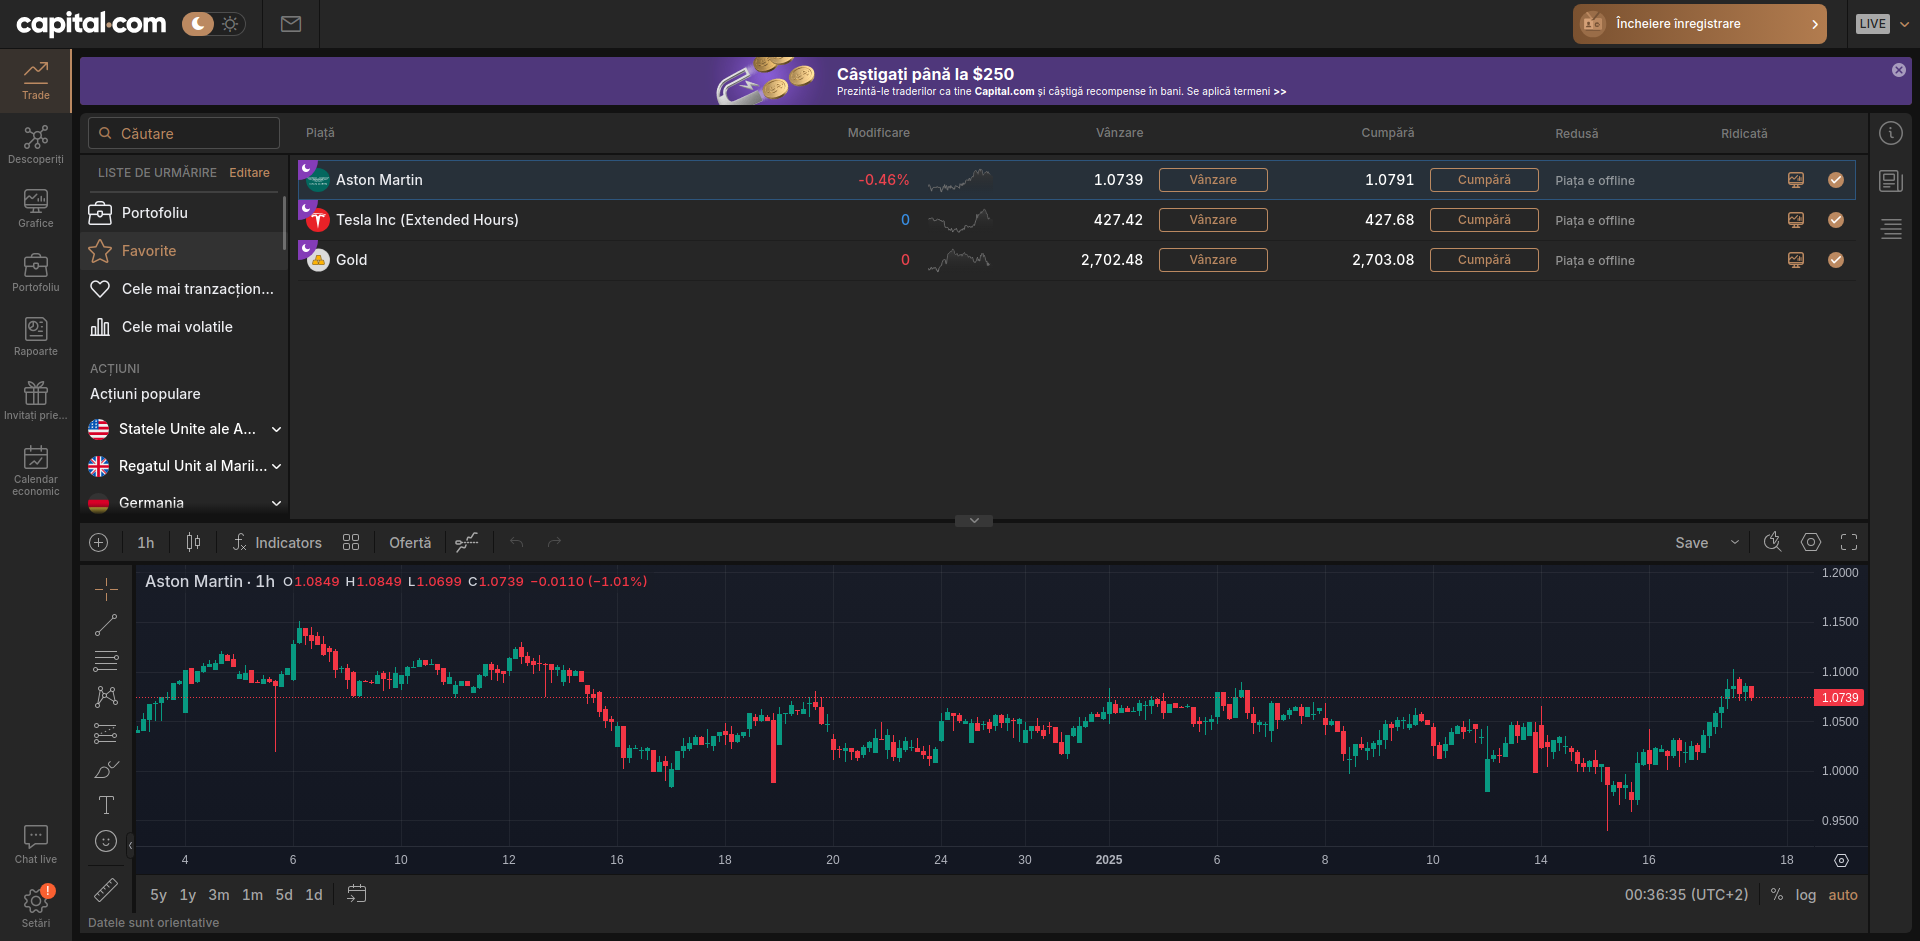 capital.com
Încheiere înregistrare
LIVE
Trade
Descoperiți
Grafice
Portofoliu
Rapoarte
Invitați prie...
Calendar
economic
Chat live
!
Setări
Câștigați până la $250
Prezintă-le traderilor ca tine Capital.com și câștigă recompense în bani. Se aplică termeni >>
Căutare
Piață
Modificare
Vânzare
Cumpără
Redusă
Ridicată
LISTE DE URMĂRIRE
Editare
Portofoliu
Favorite
Cele mai tranzacțion...
Cele mai volatile
ACȚIUNI
Acțiuni populare
Statele Unite ale A...
Regatul Unit al Marii...
Germania
Aston Martin -0.46% 1.0739 Vânzare 1.0791 Cumpără Piața e offline
Tesla Inc (Extended Hours) 0 427.42 Vânzare 427.68 Cumpără Piața e offline
Gold 0 2,702.48 Vânzare 2,703.08 Cumpără Piața e offline
1h
Indicators
Ofertă
Save
Aston Martin · 1h O1.0849 H1.0849 L1.0699 C1.0739 −0.0110 (−1.01%)
1.2000
1.1500
1.1000
1.0739
1.0500
1.0000
0.9500
4 6 10 12 16 18 20 24 30 2025 6 8 10 14 16 18
5y 1y 3m 1m 5d 1d
00:36:35 (UTC+2) % log auto
Datele sunt orientative